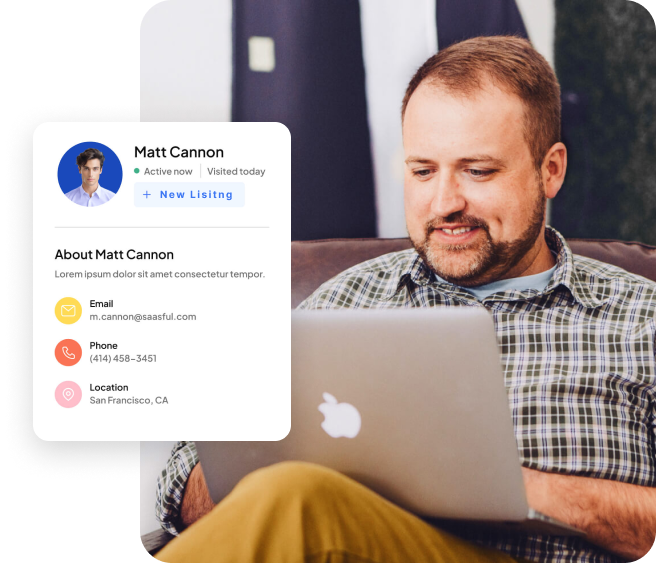 Matt Cannon
Active now
Visited today
+ New Lisitng
About Matt Cannon
Lorem ipsum dolor sit amet consectetur tempor.
Email
m.cannon@saasful.com
Phone
(414) 458-3451
Location
San Francisco, CA